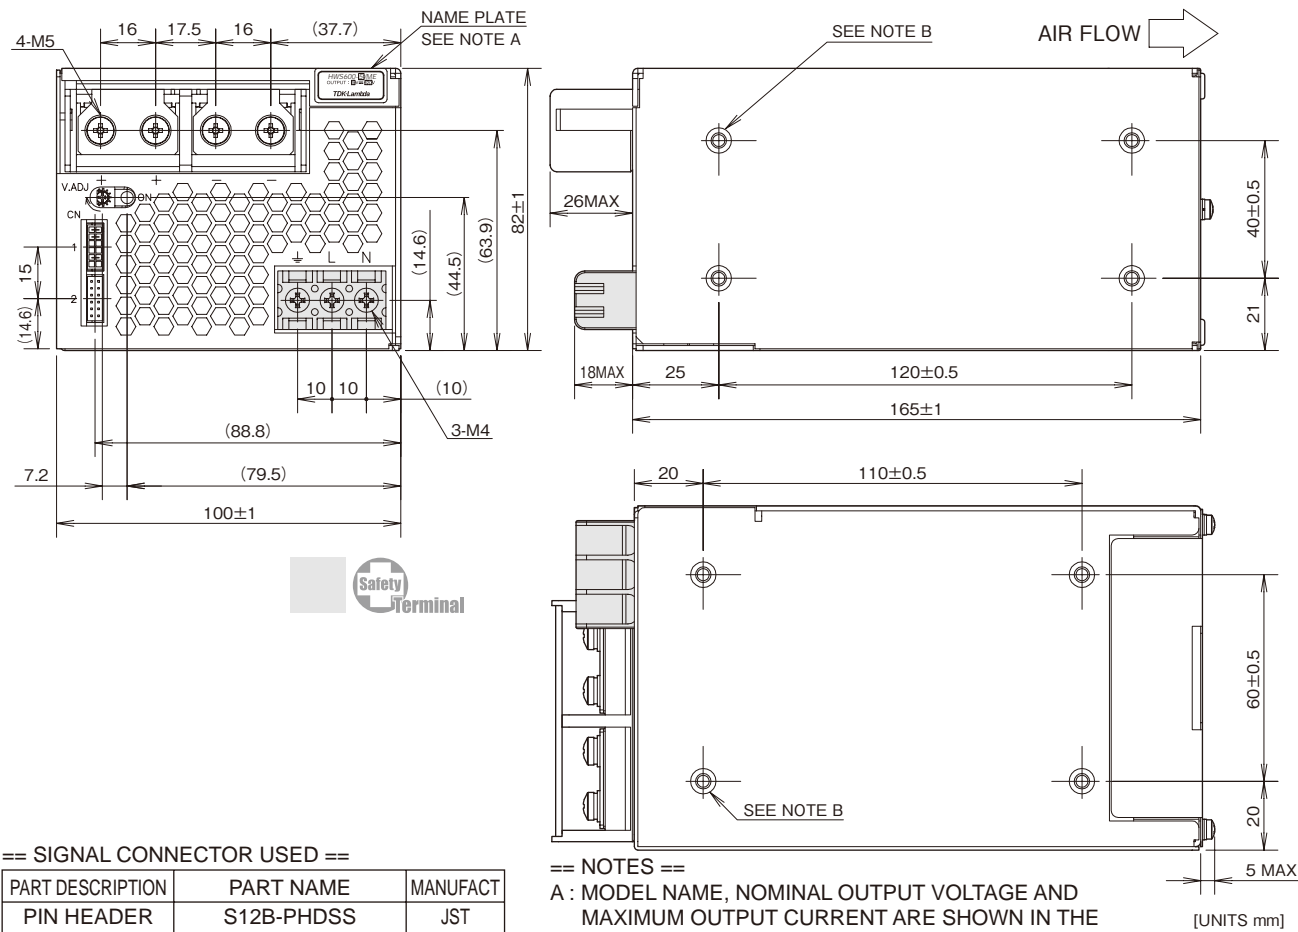 16
17.5
16
(37.7)
NAME PLATE
SEE NOTE A
4-M5
HWS600-
/ME
OUTPUT :
TDK-Lambda
+
+
−
−
V.ADJ
ON
CN
1
2
L
N
15
(14.6)
(14.6)
(44.5)
(63.9)
82±1
10
10
(10)
3-M4
(88.8)
7.2
(79.5)
100±1
SEE NOTE B
AIR FLOW
26MAX
40±0.5
21
18MAX
25
120±0.5
165±1
20
110±0.5
60±0.5
20
SEE NOTE B
5 MAX
Safety
Terminal
== SIGNAL CONNECTOR USED ==
PART DESCRIPTION PART NAME MANUFACT
PIN HEADER S12B-PHDSS JST
== NOTES ==
A : MODEL NAME, NOMINAL OUTPUT VOLTAGE AND
MAXIMUM OUTPUT CURRENT ARE SHOWN IN THE
[UNITS mm]